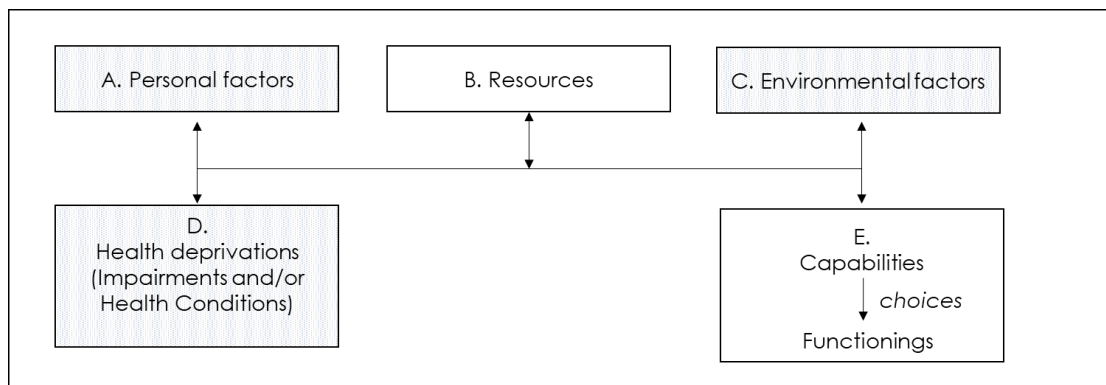 A. Personal factors
B. Resources
C. Environmental factors
D.
Health deprivations
(Impairments and/or
Health Conditions)
E.
Capabilities
choices
Functionings